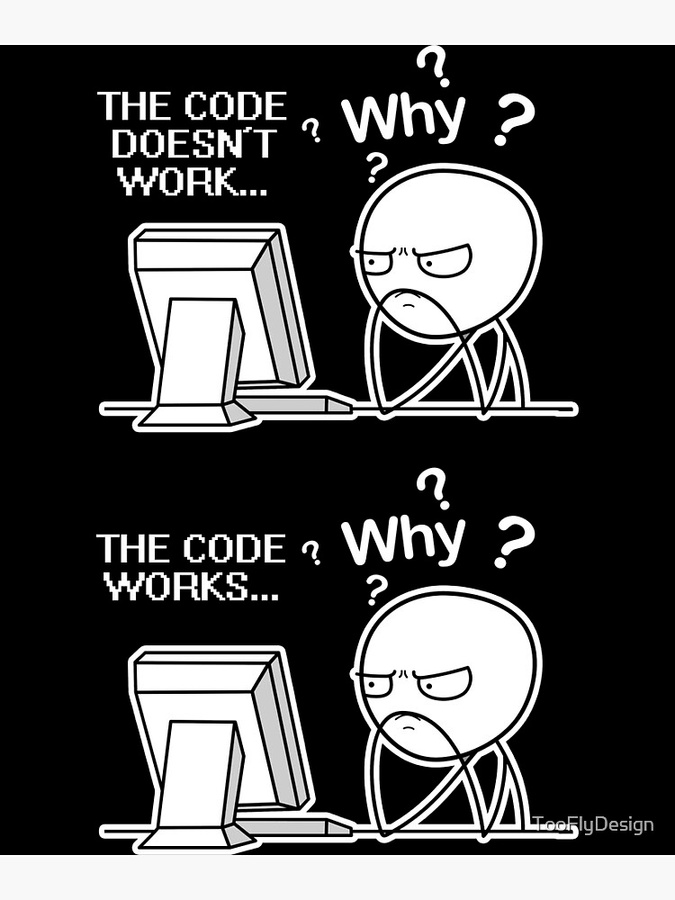 ?
THE CODE
DOESN'T
WORK...
? Why ?
?
?
THE CODE
WORKS...
? Why ?
?
TooFlyDesign